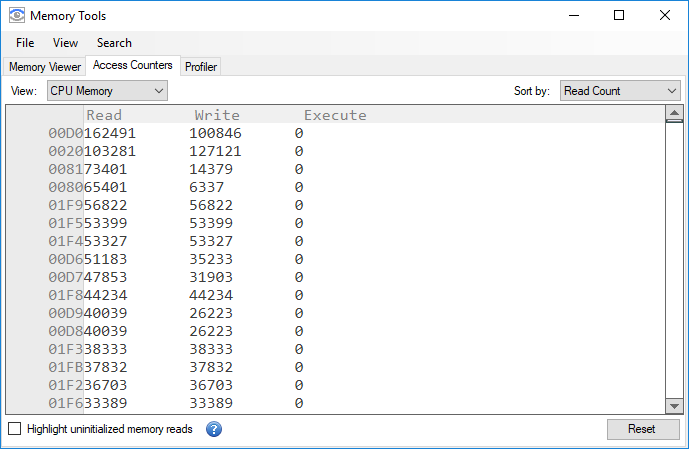 Memory Tools
File View Search
Memory Viewer Access Counters Profiler
View: CPU Memory Sort by: Read Count
Read Write Execute
00D0 162491 100846 0
0020 103281 127121 0
0081 73401 14379 0
0080 65401 6337 0
01F9 56822 56822 0
01F5 53399 53399 0
01F4 53327 53327 0
00D6 51183 35233 0
00D7 47853 31903 0
01F8 44234 44234 0
00D9 40039 26223 0
00D8 40039 26223 0
01F3 38333 38333 0
01FB 37832 37832 0
01F2 36703 36703 0
01F6 33389 33389 0
Highlight uninitialized memory reads ? Reset